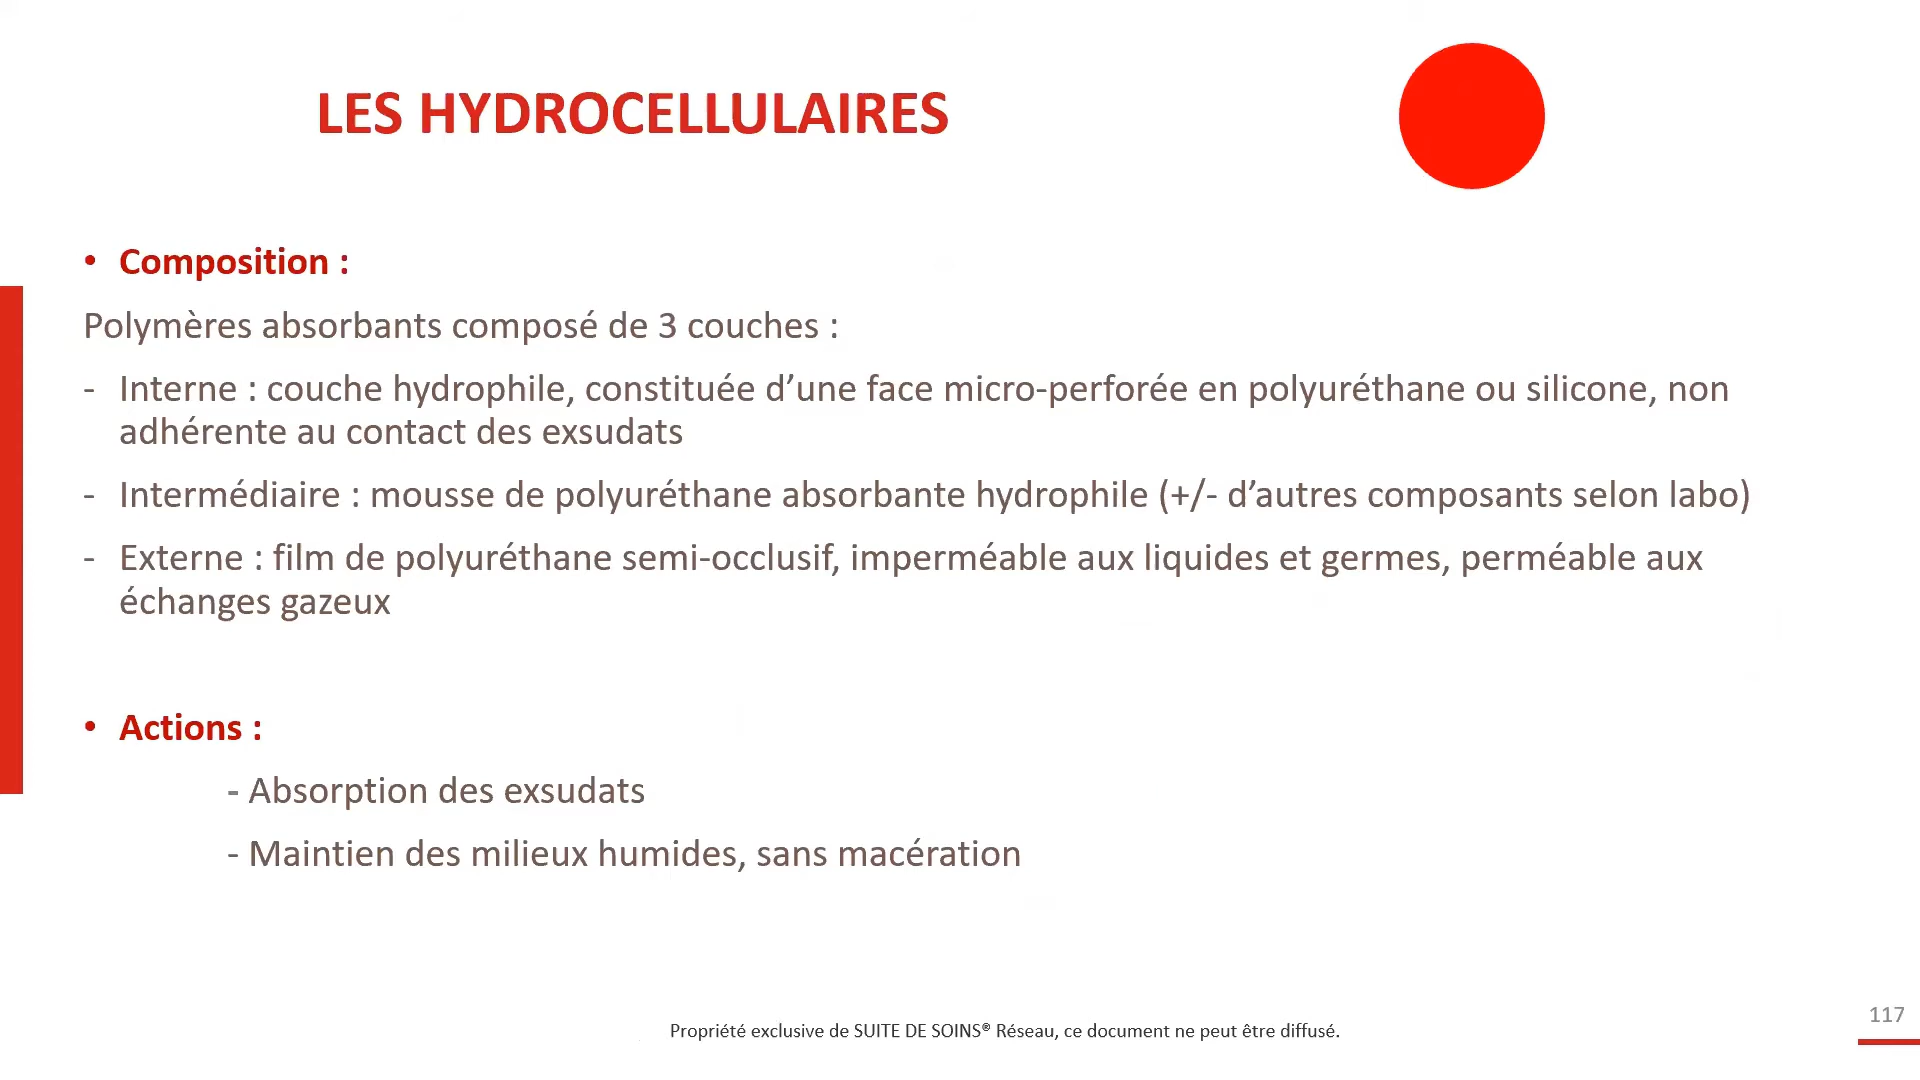 LES HYDROCELLULAIRES
• Composition :
Polymères absorbants composé de 3 couches :
- Interne : couche hydrophile, constituée d’une face micro-perforée en polyuréthane ou silicone, non
adhérente au contact des exsudats
- Intermédiaire : mousse de polyuréthane absorbante hydrophile (+/- d’autres composants selon labo)
- Externe : film de polyuréthane semi-occlusif, imperméable aux liquides et germes, perméable aux
échanges gazeux
• Actions :
- Absorption des exsudats
- Maintien des milieux humides, sans macération
Propriété exclusive de SUITE DE SOINS® Réseau, ce document ne peut être diffusé.
117